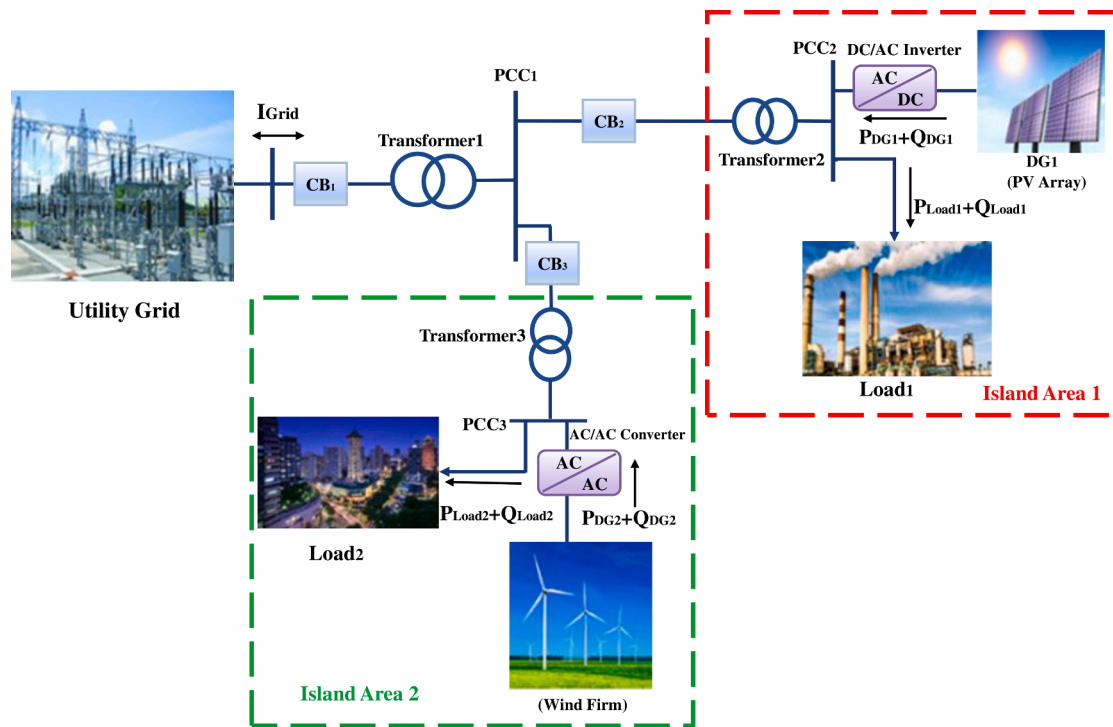 PCC2
DC/AC Inverter
AC
DC
PDG1+QDG1
DG1
(PV Array)
Transformer2
PLoad1+QLoad1
Load1
Island Area 1
PCC1
CB2
IGrid
Transformer1
CB1
Utility Grid
CB3
Transformer3
PCC3
AC/AC Converter
AC
AC
PLoad2+QLoad2
PDG2+QDG2
Load2
Island Area 2
(Wind Firm)